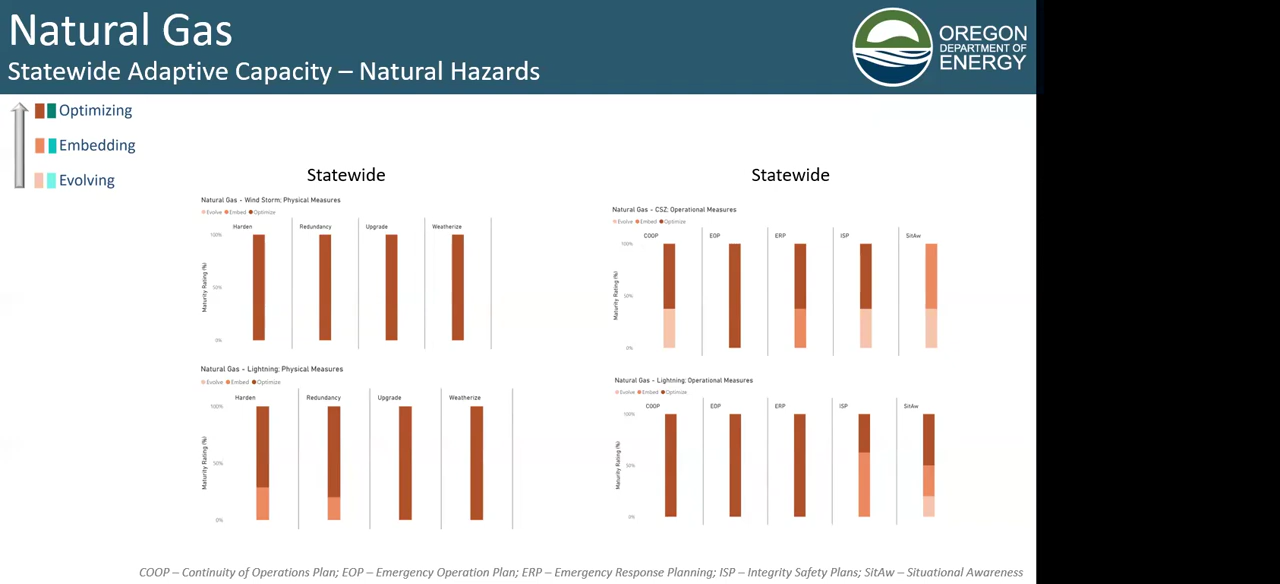 Natural Gas
Statewide Adaptive Capacity – Natural Hazards
OREGON
DEPARTMENT OF
ENERGY
Optimizing
Embedding
Evolving
Statewide
Natural Gas - Wind Storm; Physical Measures
Evolve Embed Optimize
Harden Redundancy Upgrade Weatherize
100%
50%
0%
Maturity Rating (%)
Natural Gas - Lightning; Physical Measures
Evolve Embed Optimize
Harden Redundancy Upgrade Weatherize
100%
50%
0%
Maturity Rating (%)
Statewide
Natural Gas - CSZ; Operational Measures
Evolve Embed Optimize
COOP EOP ERP ISP SitAw
100%
50%
0%
Maturity Rating (%)
Natural Gas - Lightning; Operational Measures
Evolve Embed Optimize
COOP EOP ERP ISP SitAw
100%
50%
0%
Maturity Rating (%)
COOP – Continuity of Operations Plan; EOP – Emergency Operation Plan; ERP – Emergency Response Planning; ISP – Integrity Safety Plans; SitAw – Situational Awareness